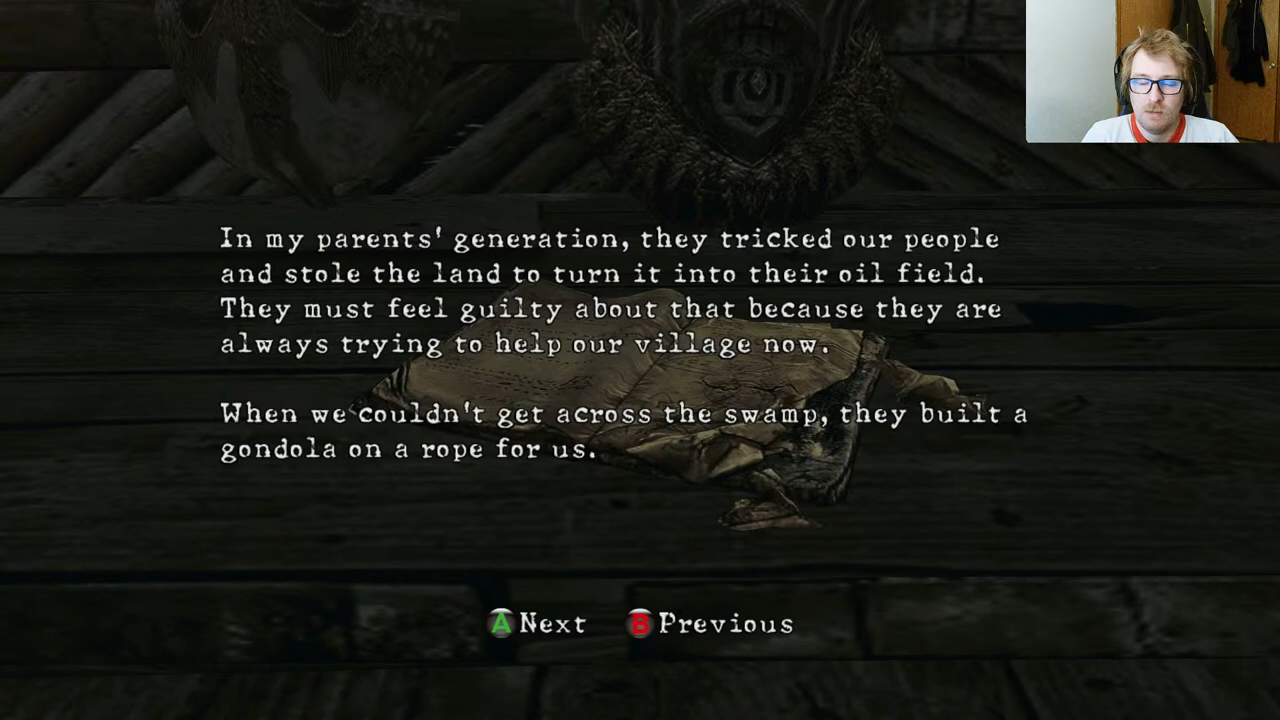 In my parents' generation, they tricked our people
and stole the land to turn it into their oil field.
They must feel guilty about that because they are
always trying to help our village now.
When we couldn't get across the swamp, they built a
gondola on a rope for us.
A Next B Previous